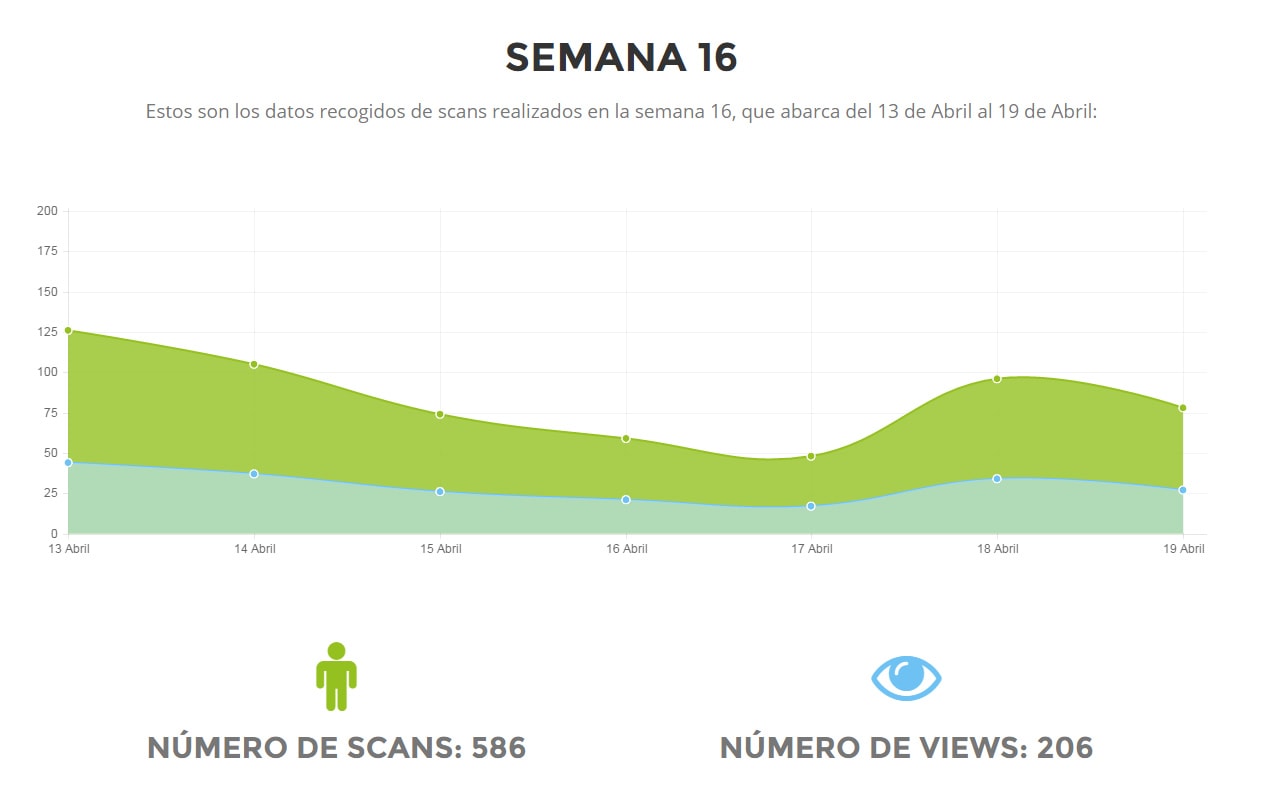 SEMANA 16
Estos son los datos recogidos de scans realizados en la semana 16, que abarca del 13 de Abril al 19 de Abril:
200
175
150
125
100
75
50
25
0
13 Abril 14 Abril 15 Abril 16 Abril 17 Abril 18 Abril 19 Abril
NÚMERO DE SCANS: 586 NÚMERO DE VIEWS: 206